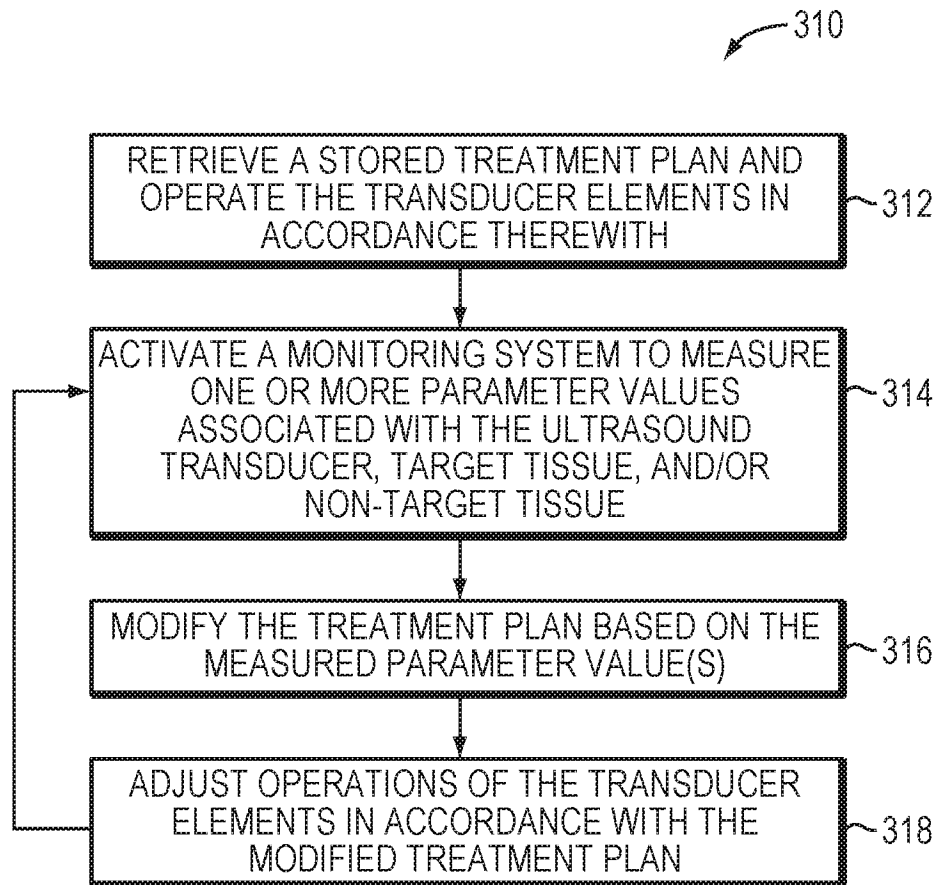 310
RETRIEVE A STORED TREATMENT PLAN AND
OPERATE THE TRANSDUCER ELEMENTS IN
ACCORDANCE THEREWITH
312
ACTIVATE A MONITORING SYSTEM TO MEASURE
ONE OR MORE PARAMETER VALUES
ASSOCIATED WITH THE ULTRASOUND
TRANSDUCER, TARGET TISSUE, AND/OR
NON-TARGET TISSUE
314
MODIFY THE TREATMENT PLAN BASED ON THE
MEASURED PARAMETER VALUE(S)
316
ADJUST OPERATIONS OF THE TRANSDUCER
ELEMENTS IN ACCORDANCE WITH THE
MODIFIED TREATMENT PLAN
318